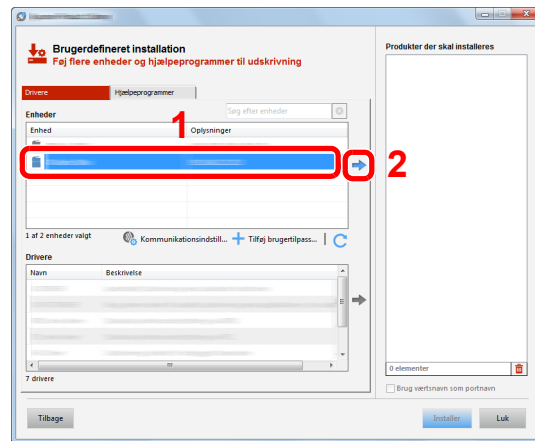 Brugerdefineret installation
Føj flere enheder og hjælpeprogrammer til udskrivning
Produkter der skal installeres
Drivere
Hjælpeprogrammer
Enheder
Søg efter enheder
1
Enhed
Oplysninger
2
1 af 2 enheder valgt
Kommunikationsindstill...
Tilføj brugertilpass...
Drivere
Navn
Beskrivelse
0 elementer
7 drivere
Brug værtsnavn som portnavn
Tilbage
Installer
Luk